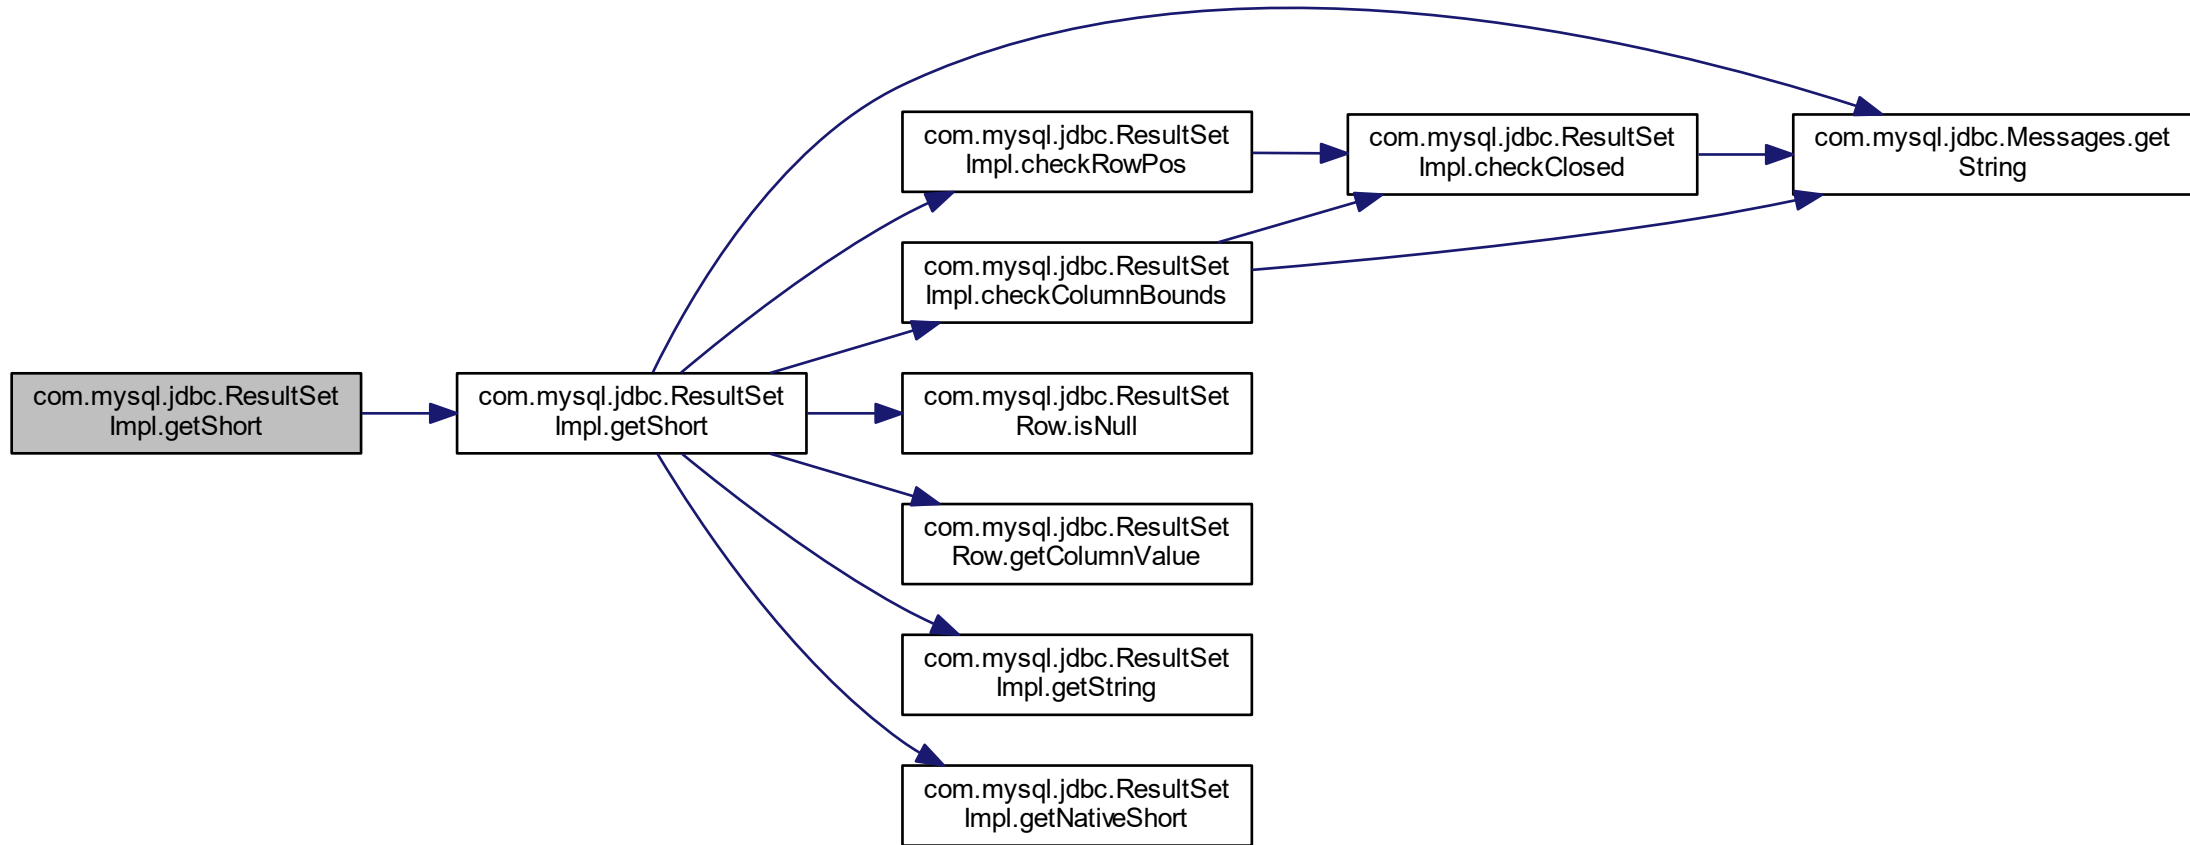 com.mysql.jdbc.ResultSet
Impl.getShort
com.mysql.jdbc.ResultSet
Impl.getShort
com.mysql.jdbc.ResultSet
Impl.checkRowPos
com.mysql.jdbc.ResultSet
Impl.checkColumnBounds
com.mysql.jdbc.ResultSet
Row.isNull
com.mysql.jdbc.ResultSet
Row.getColumnValue
com.mysql.jdbc.ResultSet
Impl.getString
com.mysql.jdbc.ResultSet
Impl.getNativeShort
com.mysql.jdbc.ResultSet
Impl.checkClosed
com.mysql.jdbc.Messages.get
String